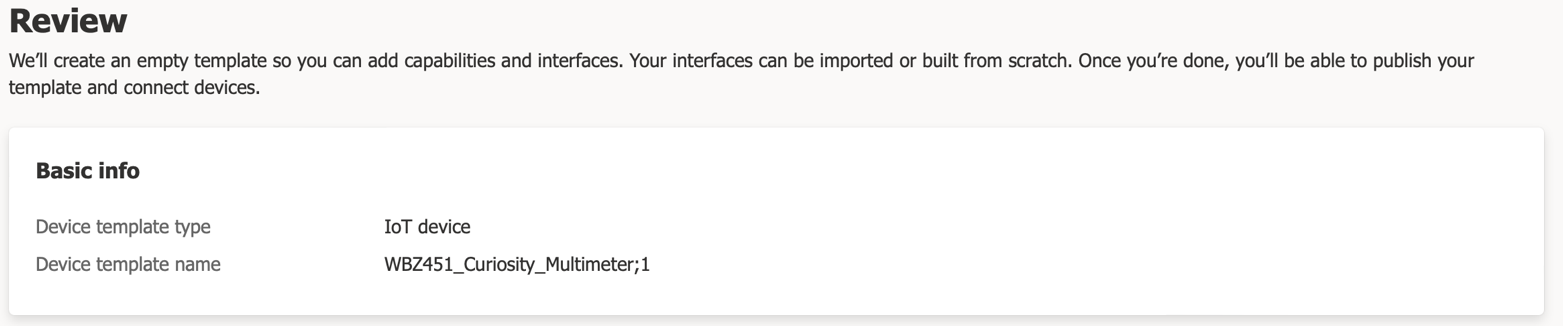 Review
We’ll create an empty template so you can add capabilities and interfaces. Your interfaces can be imported or built from scratch. Once you’re done, you’ll be able to publish your
template and connect devices.
Basic info
Device template type IoT device
Device template name WBZ451_Curiosity_Multimeter;1